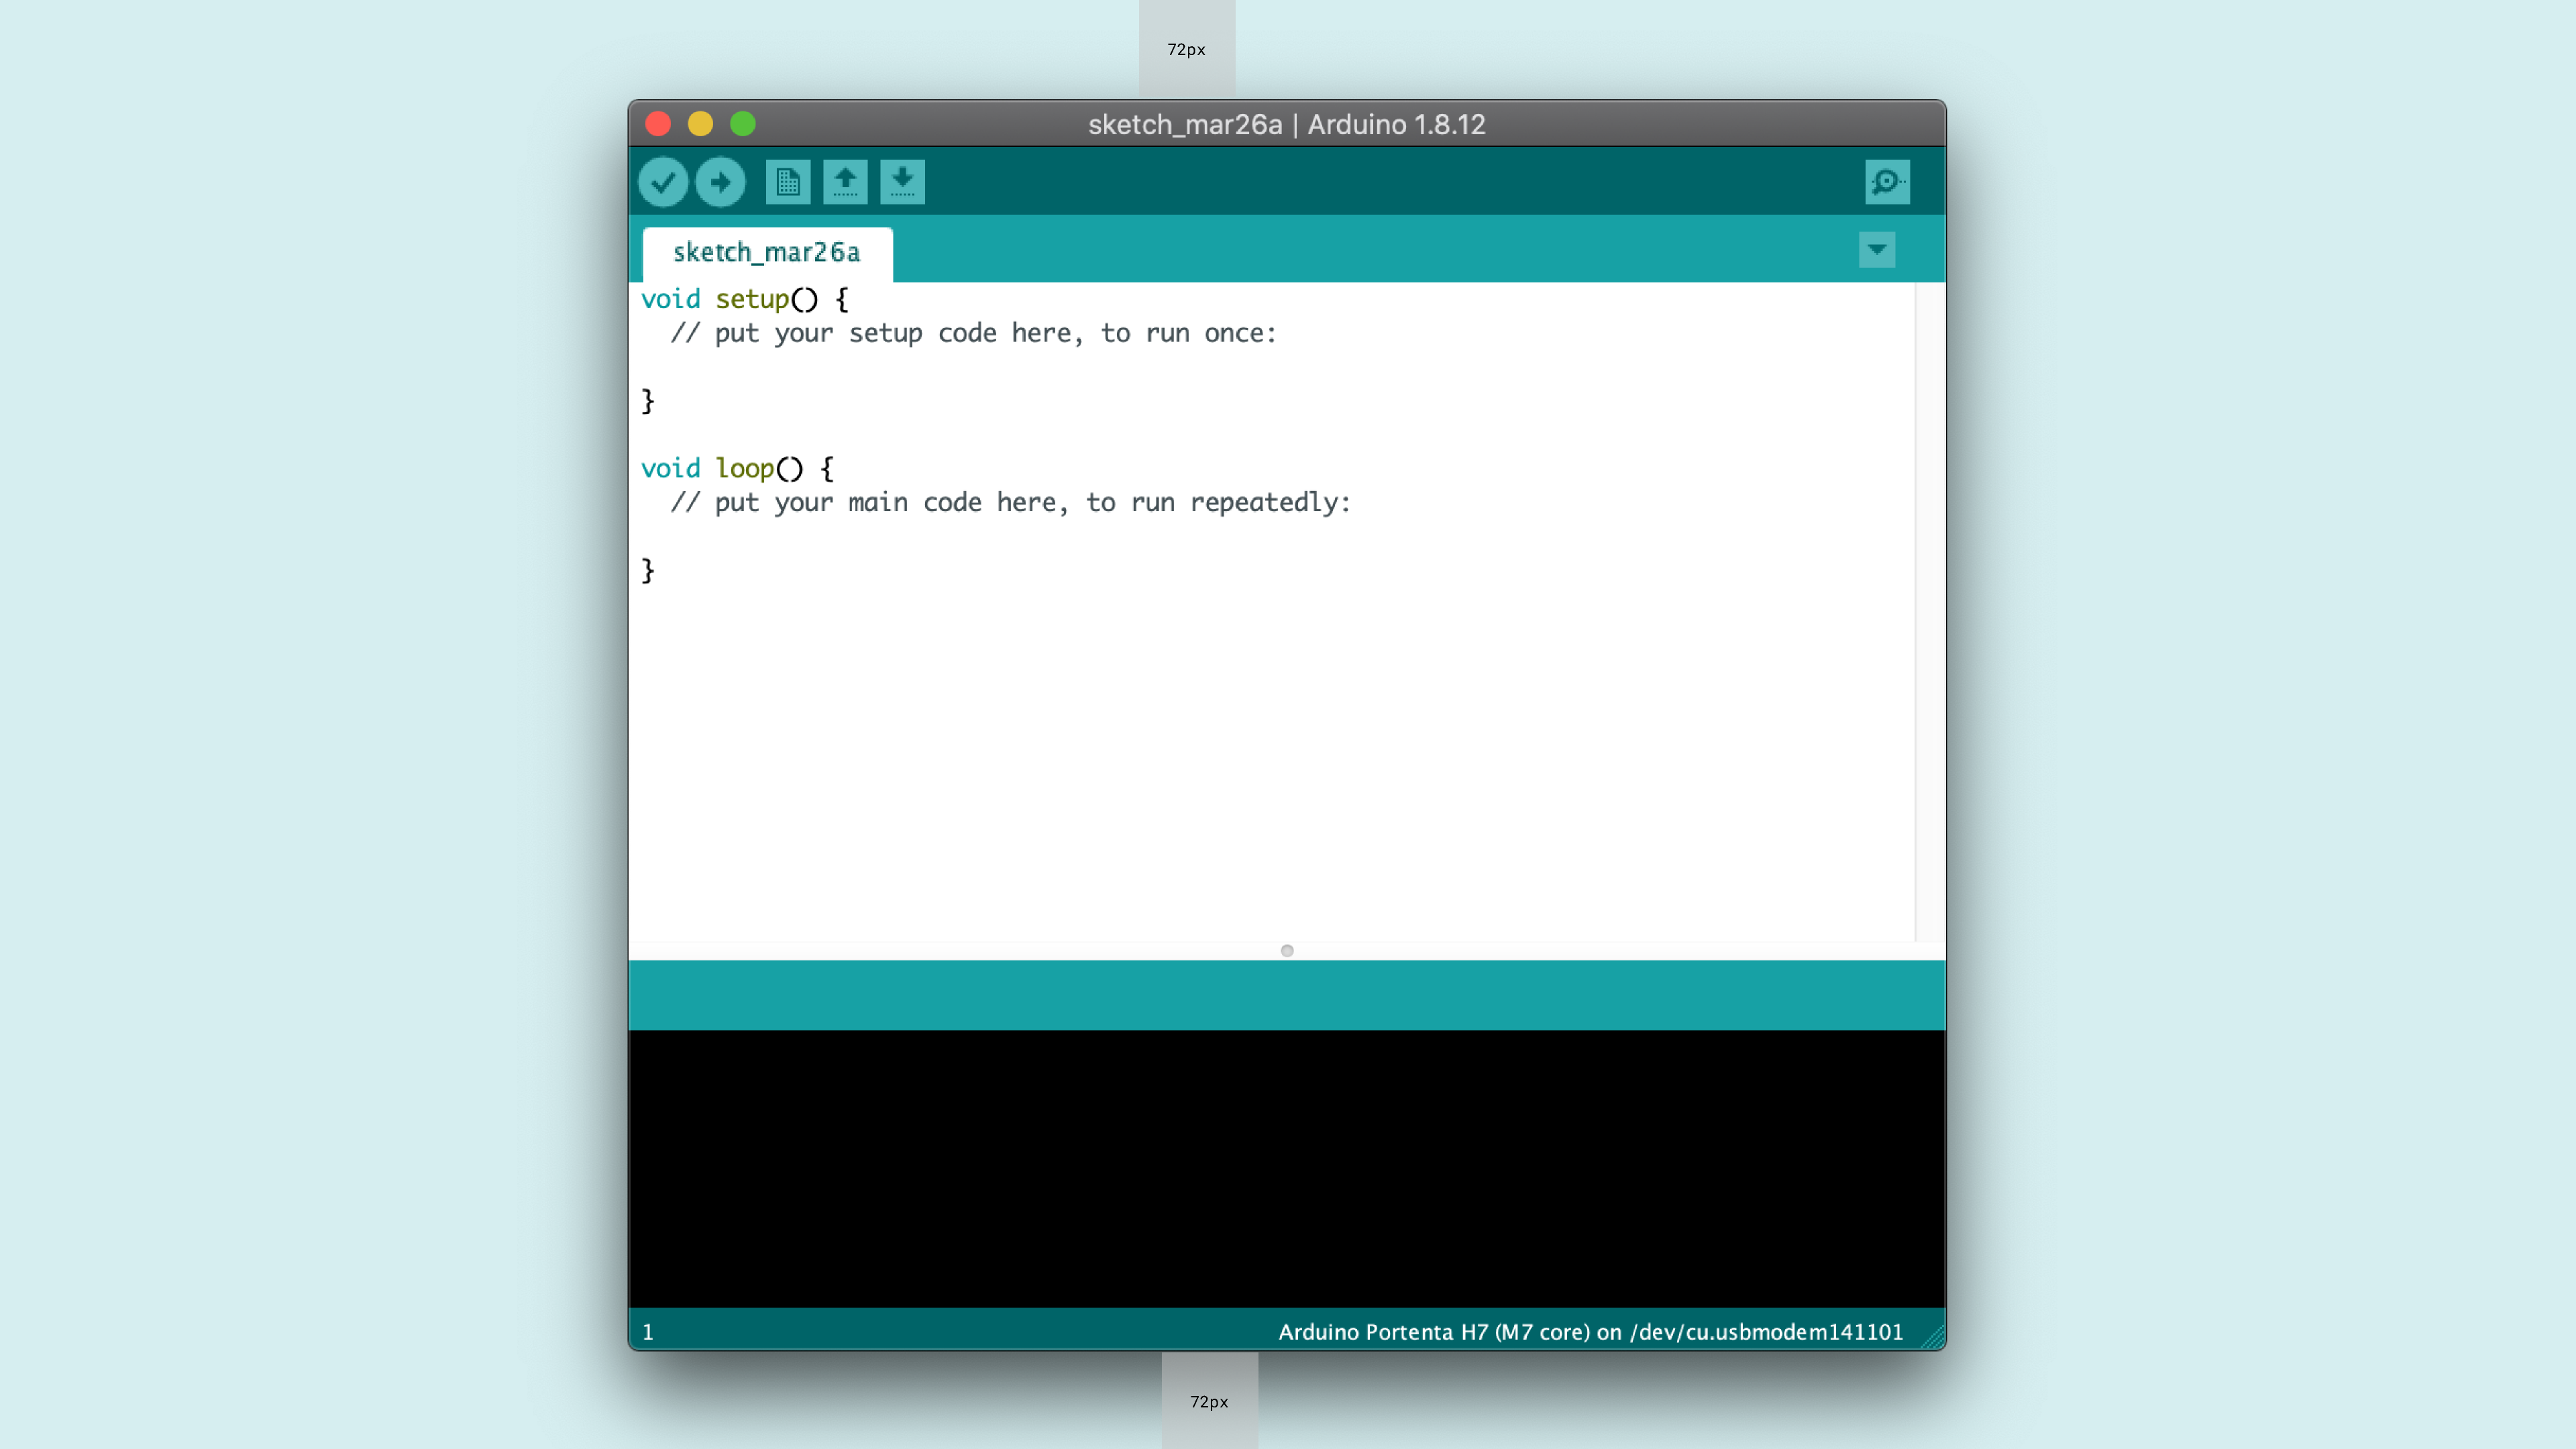 72px
sketch_mar26a | Arduino 1.8.12
sketch_mar26a
void setup() {
  // put your setup code here, to run once:
}
void loop() {
  // put your main code here, to run repeatedly:
}
1
Arduino Portenta H7 (M7 core) on /dev/cu.usbmodem141101
72px